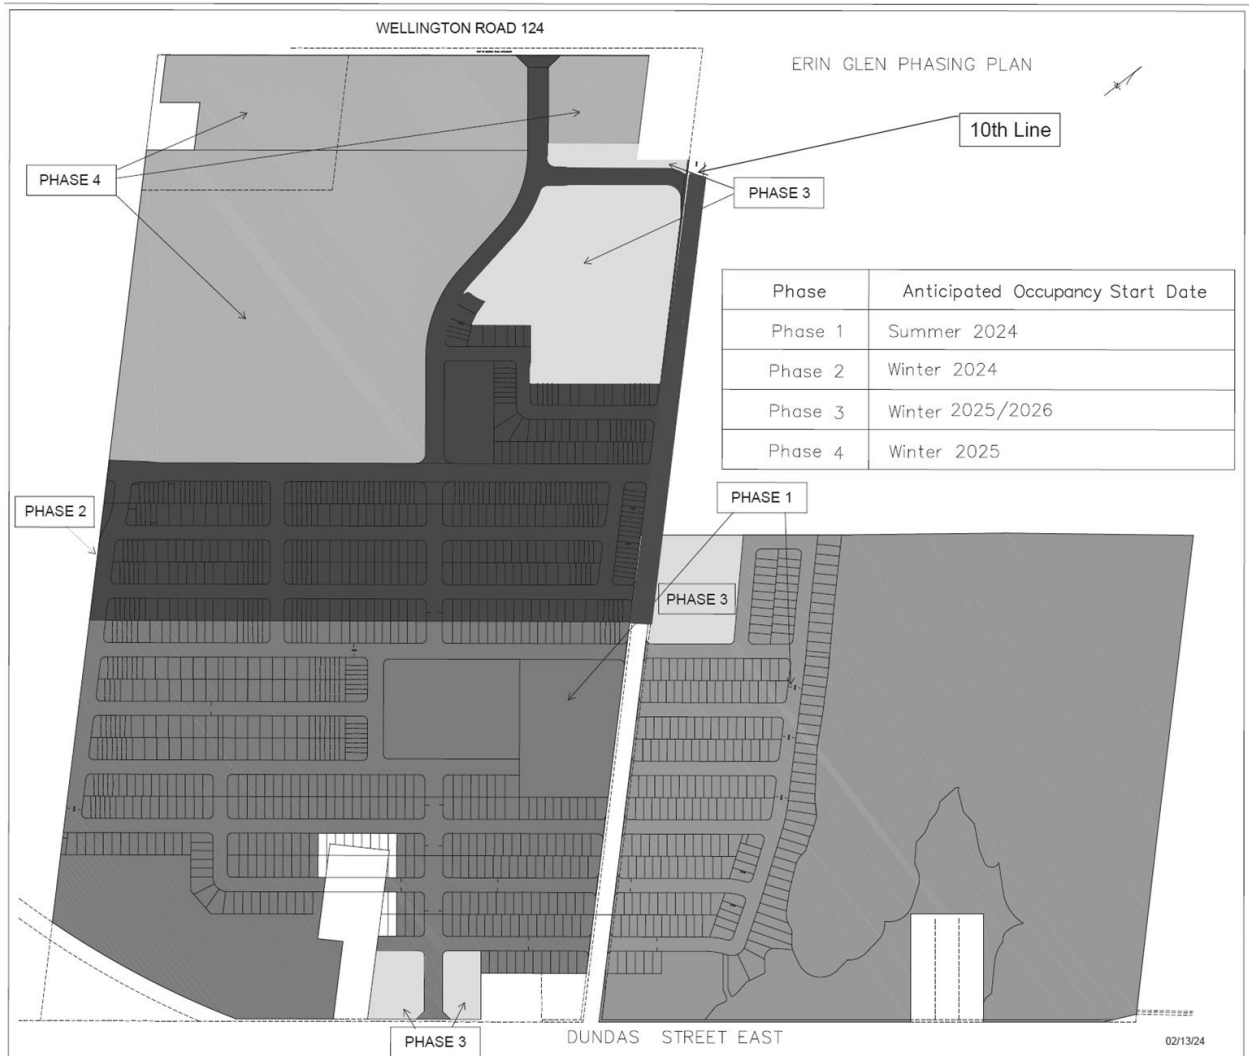 WELLINGTON ROAD 124
ERIN GLEN PHASING PLAN
10th Line
PHASE 4
PHASE 3
Phase Anticipated Occupancy Start Date
Phase 1 Summer 2024
Phase 2 Winter 2024
Phase 3 Winter 2025/2026
Phase 4 Winter 2025
PHASE 2
PHASE 1
PHASE 3
DUNDAS STREET EAST
PHASE 3
02/13/24